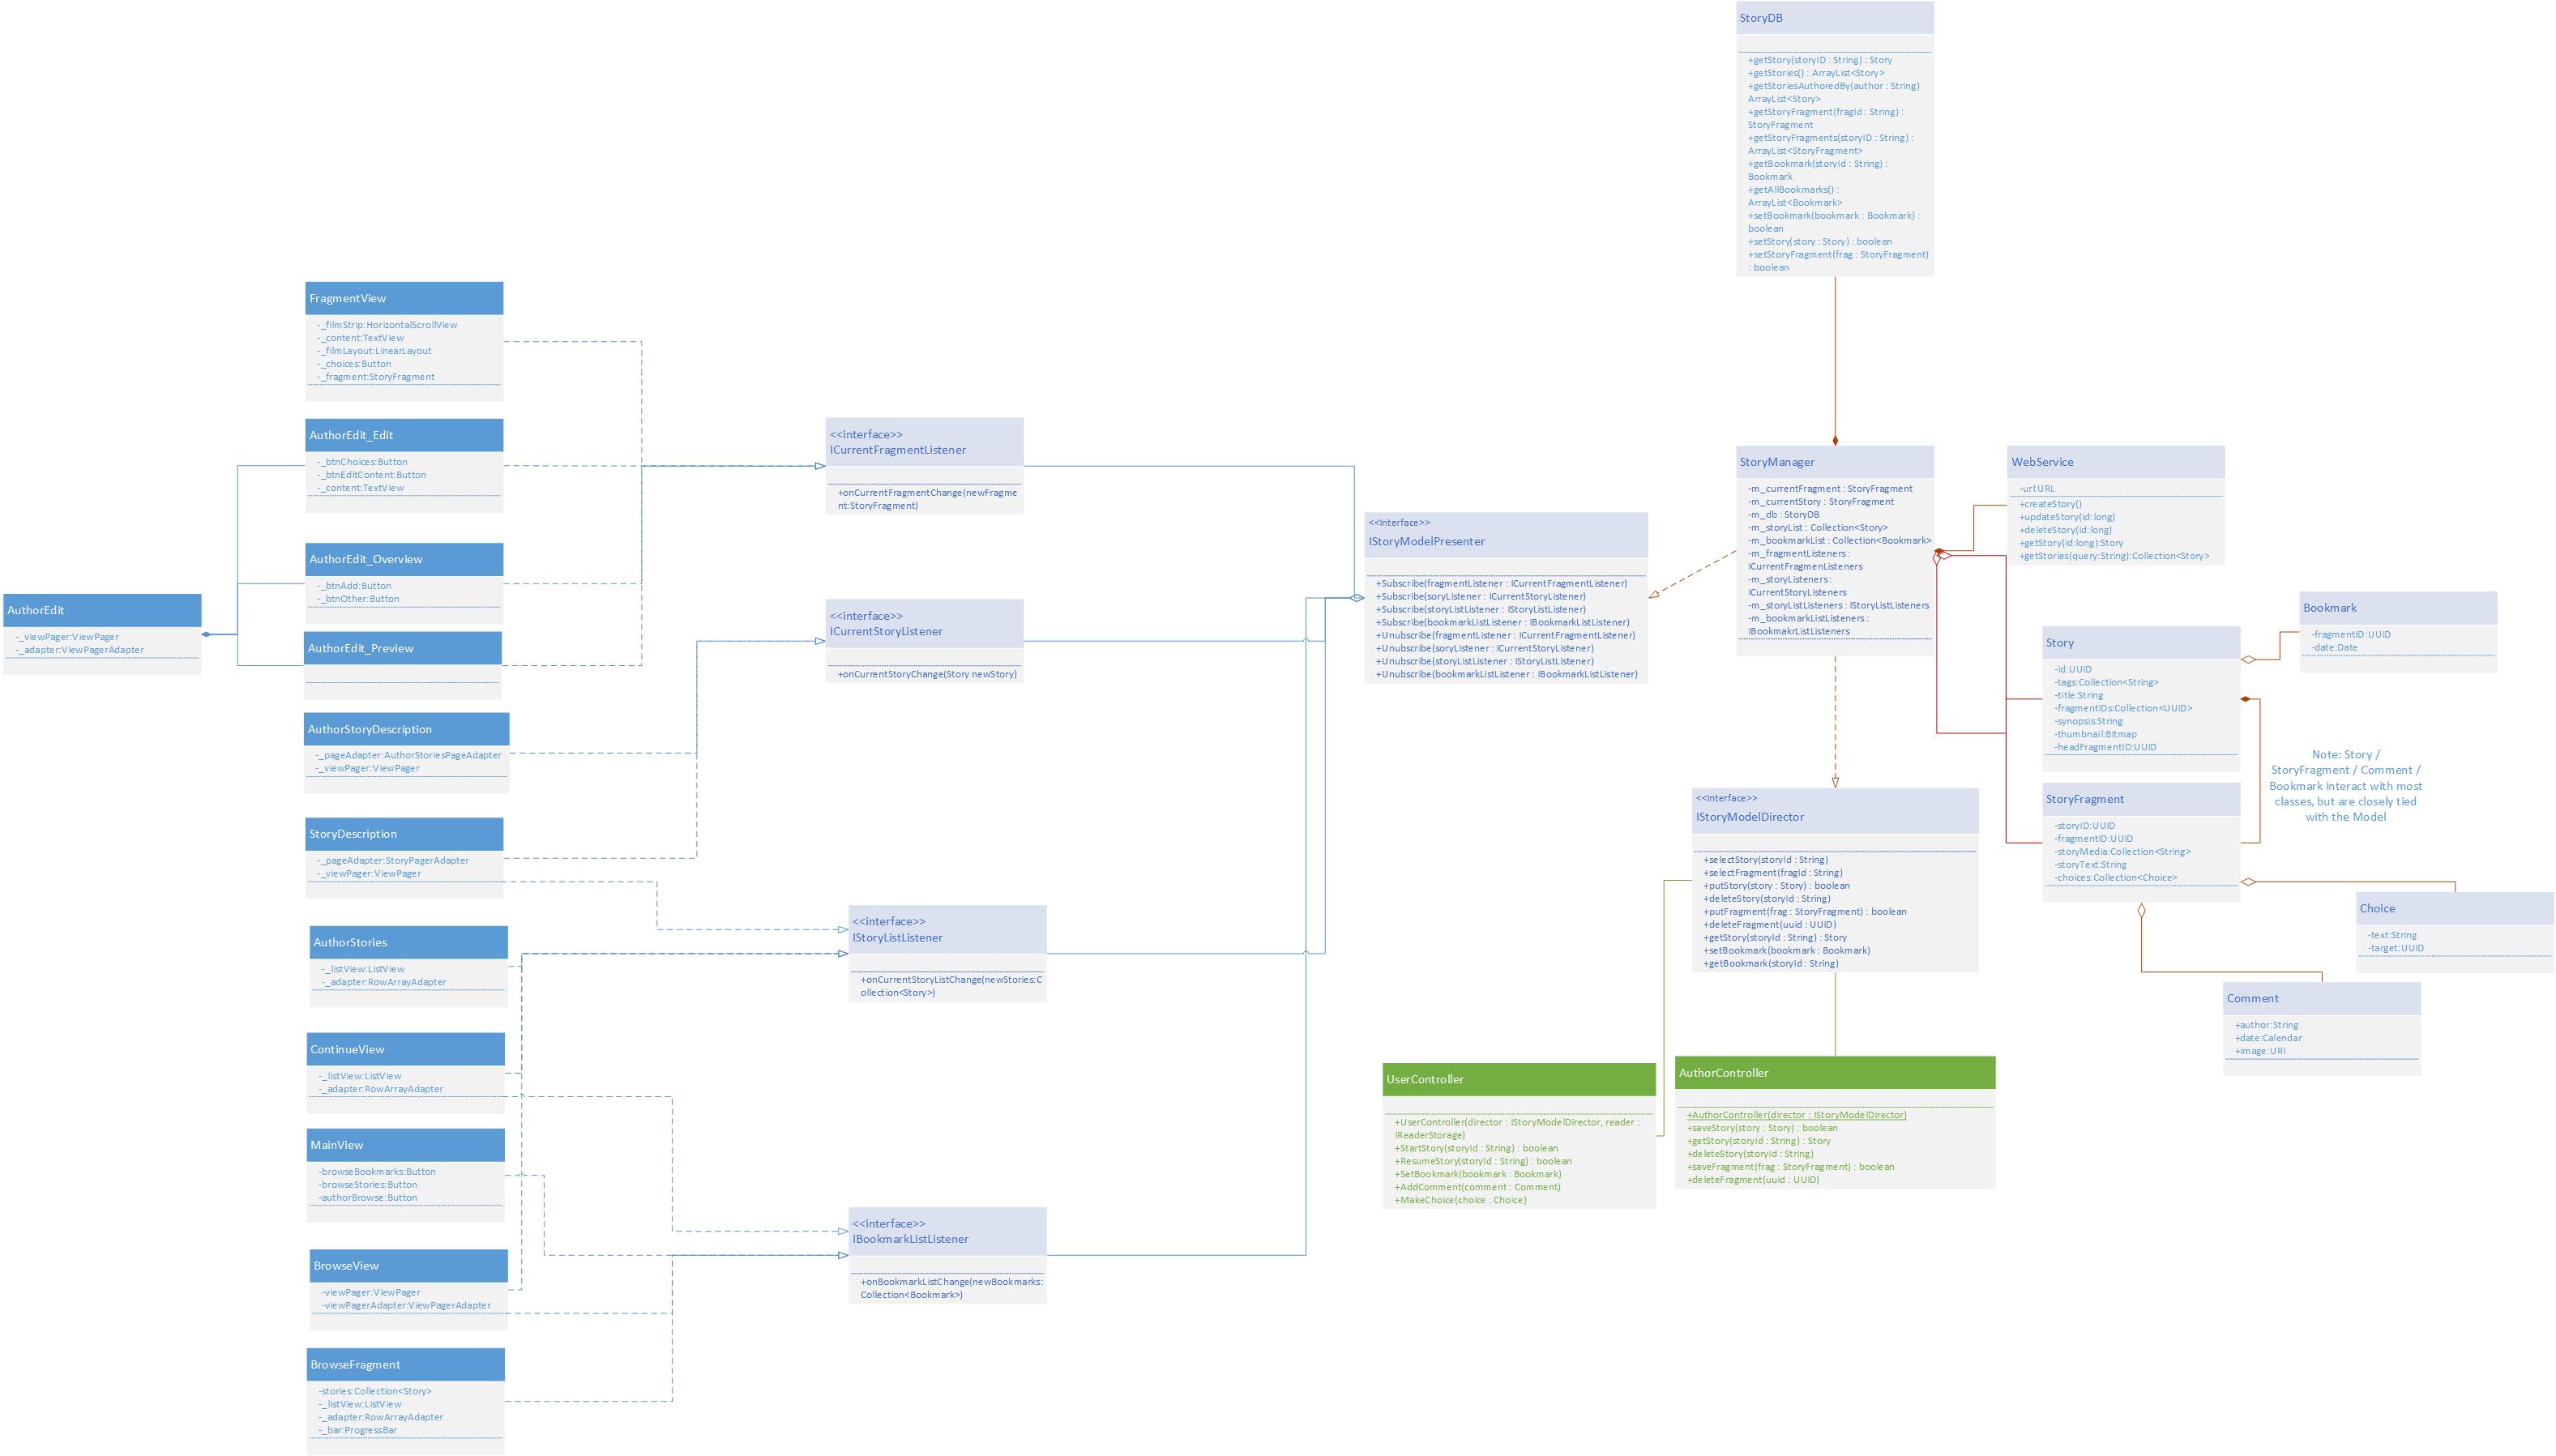 StoryDB
+getStory(storyID : String) : Story
+getStories() : ArrayList<Story>
+getStoriesAuthoredBy(author : String)
ArrayList<Story>
+getStoryFragment(fragId : String) :
StoryFragment
+getStoryFragments(storyID : String) :
ArrayList<StoryFragment>
+getBookmark(storyId : String) :
Bookmark
+getAllBookmarks() :
ArrayList<Bookmark>
+setBookmark(bookmark : Bookmark) :
boolean
+setStory(story : Story) : boolean
+setStoryFragment(frag : StoryFragment)
: boolean
FragmentView
-_filmStrip:HorizontalScrollView
-_content:TextView
-_filmLayout:LinearLayout
-_choices:Button
-_fragment:StoryFragment
AuthorEdit_Edit
-_btnChoices:Button
-_btnEditContent:Button
-_content:TextView
AuthorEdit_Overview
-_btnAdd:Button
-_btnOther:Button
AuthorEdit
-_viewPager:ViewPager
-_adapter:ViewPagerAdapter
AuthorEdit_Preview
AuthorStoryDescription
-_pageAdapter:AuthorStoriesPageAdapter
-_viewPager:ViewPager
StoryDescription
-_pageAdapter:StoryPagerAdapter
-_viewPager:ViewPager
AuthorStories
-_listView:ListView
-_adapter:RowArrayAdapter
ContinueView
-_listView:ListView
-_adapter:RowArrayAdapter
MainView
-browseBookmarks:Button
-browseStories:Button
-authorBrowse:Button
BrowseView
-viewPager:ViewPager
-viewPagerAdapter:ViewPagerAdapter
BrowseFragment
-stories:Collection<Story>
-_listView:ListView
-_adapter:RowArrayAdapter
-_bar:ProgressBar
<<interface>>
ICurrentFragmentListener
+onCurrentFragmentChange(newFragme
nt:StoryFragment)
<<interface>>
ICurrentStoryListener
+onCurrentStoryChange(Story newStory)
<<interface>>
IStoryListListener
+onCurrentStoryListChange(newStories:C
ollection<Story>)
<<interface>>
IBookmarkListListener
+onBookmarkListChange(newBookmarks:
Collection<Bookmark>)
<<Interface>>
IStoryModelPresenter
+Subscribe(fragmentListener : ICurrentFragmentListener)
+Subscribe(soryListener : ICurrentStoryListener)
+Subscribe(storyListListener : IStoryListListener)
+Subscribe(bookmarkListListener : IBookmarkListListener)
+Unubscribe(fragmentListener : ICurrentFragmentListener)
+Unubscribe(soryListener : ICurrentStoryListener)
+Unubscribe(storyListListener : IStoryListListener)
+Unubscribe(bookmarkListListener : IBookmarkListListener)
StoryManager
-m_currentFragment : StoryFragment
-m_currentStory : StoryFragment
-m_db : StoryDB
-m_storyList : Collection<Story>
-m_bookmarkList : Collection<Bookmark>
-m_fragmentListeners :
ICurrentFragmenListeners
-m_storyListeners :
ICurrentStoryListeners
-m_storyListListeners : IStoryListListeners
-m_bookmarkListListeners :
IBookmakrListListeners
WebService
-url:URL
+createStory()
+updateStory(id:long)
+deleteStory(id:long)
+getStory(id:long):Story
+getStories(query:String):Collection<Story>
Bookmark
-fragmentID:UUID
-date:Date
Story
-id:UUID
-tags:Collection<String>
-title:String
-fragmentIDs:Collection<UUID>
-synopsis:String
-thumbnail:Bitmap
-headFragmentID:UUID
Note: Story /
StoryFragment / Comment /
Bookmark interact with most
classes, but are closely tied
with the Model
StoryFragment
-storyID:UUID
-fragmentID:UUID
-storyMedia:Collection<String>
-storyText:String
-choices:Collection<Choice>
Choice
-text:String
-target:UUID
Comment
+author:String
+date:Calendar
+image:URI
<<Interface>>
IStoryModelDirector
+selectStory(storyId : String)
+selectFragment(fragId : String)
+putStory(story : Story) : boolean
+deleteStory(storyId : String)
+putFragment(frag : StoryFragment) : boolean
+deleteFragment(uuid : UUID)
+getStory(storyId : String) : Story
+setBookmark(bookmark : Bookmark)
+getBookmark(storyId : String)
UserController
+UserController(director : IStoryModelDirector, reader :
IReaderStorage)
+StartStory(storyId : String) : boolean
+ResumeStory(storyId : String) : boolean
+SetBookmark(bookmark : Bookmark)
+AddComment(comment : Comment)
+MakeChoice(choice : Choice)
AuthorController
+AuthorController(director : IStoryModelDirector)
+saveStory(story : Story) : boolean
+getStory(storyId : String) : Story
+deleteStory(storyId : String)
+saveFragment(frag : StoryFragment) : boolean
+deleteFragment(uuid : UUID)